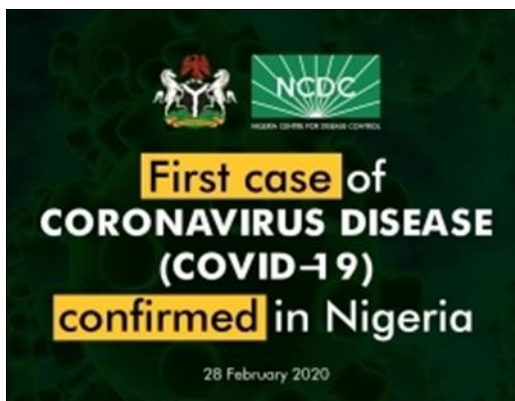 NCDC
NIGERIA CENTRE FOR DISEASE CONTROL
First case of
CORONAVIRUS DISEASE
(COVID-19)
confirmed in Nigeria
28 February 2020